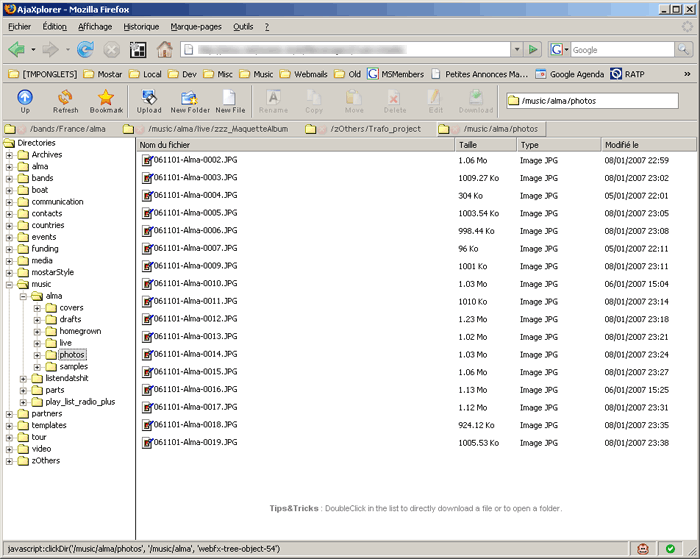 AjaXplorer - Mozilla Firefox
Fichier Édition Affichage Historique Marque-pages Outils ?
Google
[TMPONGLETS] Mostar Local Dev Misc Music Webmails Old MSMembers Petites Annonces Ma... Google Agenda RATP
Up Refresh Bookmark Upload New Folder New File Rename Copy Move Delete Edit Download /music/alma/photos
/bands/France/alma /music/alma/live/zzz_MaquetteAlbum /zOthers/Trafo_project /music/alma/photos
Directories
Archives
alma
bands
boat
communication
contacts
countries
events
funding
media
mostarStyle
music
alma
covers
drafts
homegrown
live
photos
samples
listendatshit
parts
play_list_radio_plus
partners
templates
tour
video
zOthers
Nom du fichier Taille Type Modifié le
061101-Alma-0002.JPG 1.06 Mo Image JPG 08/01/2007 22:59
061101-Alma-0003.JPG 1009.27 Ko Image JPG 08/01/2007 23:02
061101-Alma-0004.JPG 304 Ko Image JPG 05/01/2007 22:01
061101-Alma-0005.JPG 1003.54 Ko Image JPG 08/01/2007 23:05
061101-Alma-0006.JPG 998.44 Ko Image JPG 08/01/2007 23:08
061101-Alma-0007.JPG 96 Ko Image JPG 05/01/2007 22:11
061101-Alma-0009.JPG 1001 Ko Image JPG 08/01/2007 23:11
061101-Alma-0010.JPG 1.03 Mo Image JPG 06/01/2007 15:04
061101-Alma-0011.JPG 1010 Ko Image JPG 08/01/2007 23:14
061101-Alma-0012.JPG 1.23 Mo Image JPG 08/01/2007 23:18
061101-Alma-0013.JPG 1.02 Mo Image JPG 08/01/2007 23:21
061101-Alma-0014.JPG 1.03 Mo Image JPG 08/01/2007 23:24
061101-Alma-0015.JPG 1.06 Mo Image JPG 08/01/2007 23:27
061101-Alma-0016.JPG 1.13 Mo Image JPG 06/01/2007 15:25
061101-Alma-0017.JPG 1.12 Mo Image JPG 08/01/2007 23:31
061101-Alma-0018.JPG 924.12 Ko Image JPG 08/01/2007 23:35
061101-Alma-0019.JPG 1005.53 Ko Image JPG 08/01/2007 23:38
Tips&Tricks : DoubleClick in the list to directly download a file or to open a folder.
javascript:clickDir('/music/alma/photos', '/music/alma', 'webfx-tree-object-54')